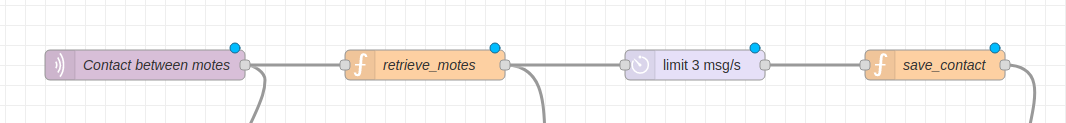 Contact between motes
retrieve_motes
limit 3 msg/s
save_contact